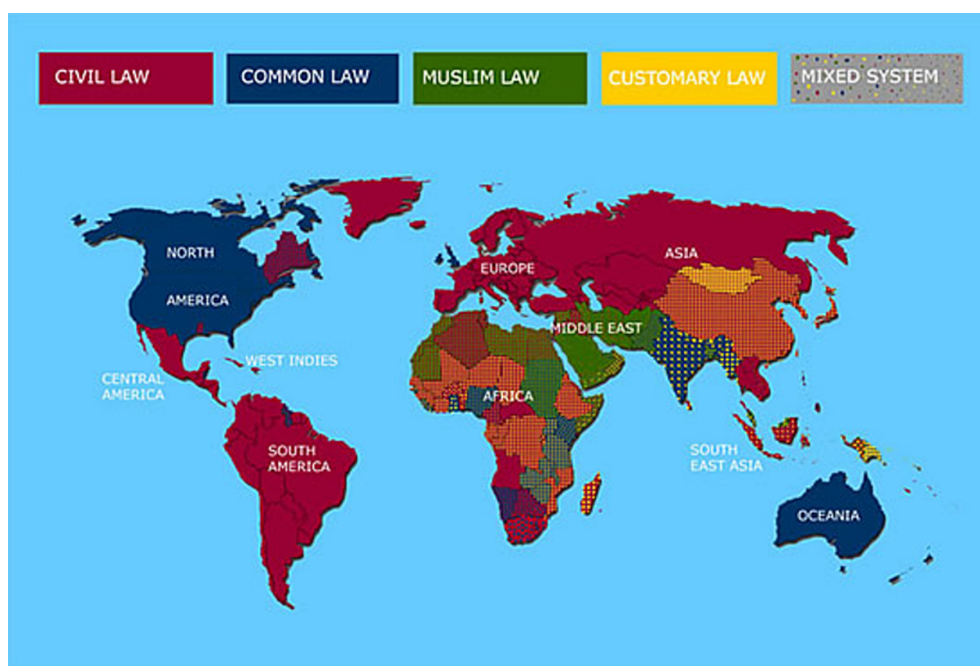 CIVIL LAW
COMMON LAW
MUSLIM LAW
CUSTOMARY LAW
MIXED SYSTEM
NORTH
AMERICA
ASIA
EUROPE
MIDDLE EAST
WEST INDIES
CENTRAL
AMERICA
AFRICA
SOUTH
AMERICA
SOUTH
EAST ASIA
OCEANIA